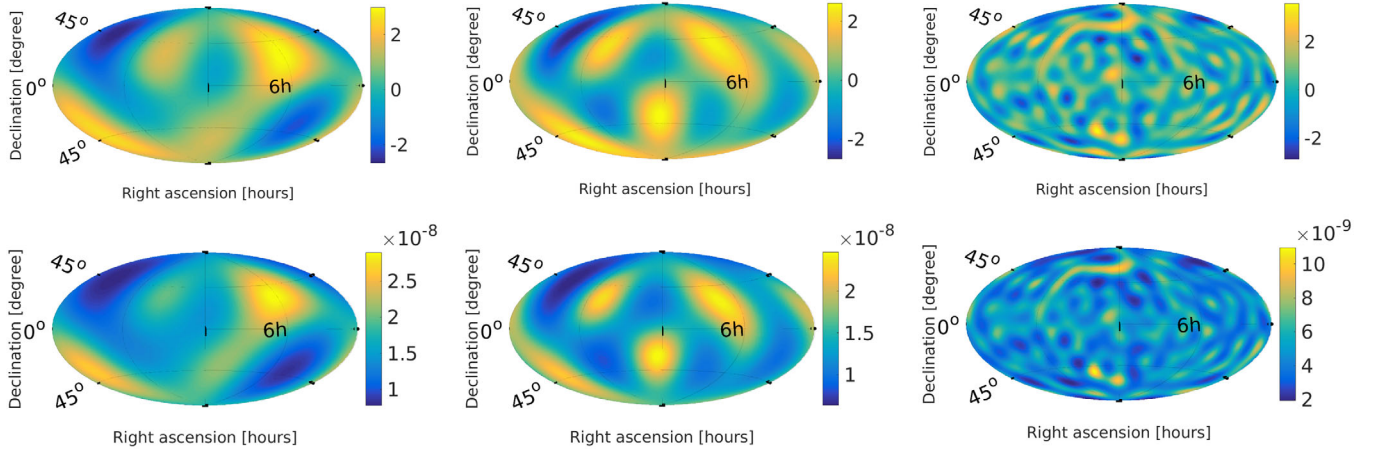 Declination [degree]
45°
0°
45°
6h
2
0
-2
Right ascension [hours]
Declination [degree]
45°
0°
45°
6h
2
0
-2
Right ascension [hours]
Declination [degree]
45°
0°
45°
6h
2
0
-2
Right ascension [hours]
Declination [degree]
45°
0°
45°
6h
×10⁻⁸
2.5
2
1.5
1
Right ascension [hours]
Declination [degree]
45°
0°
45°
6h
×10⁻⁸
2
1.5
1
Right ascension [hours]
Declination [degree]
45°
0°
45°
6h
×10⁻⁹
10
8
6
4
2
Right ascension [hours]